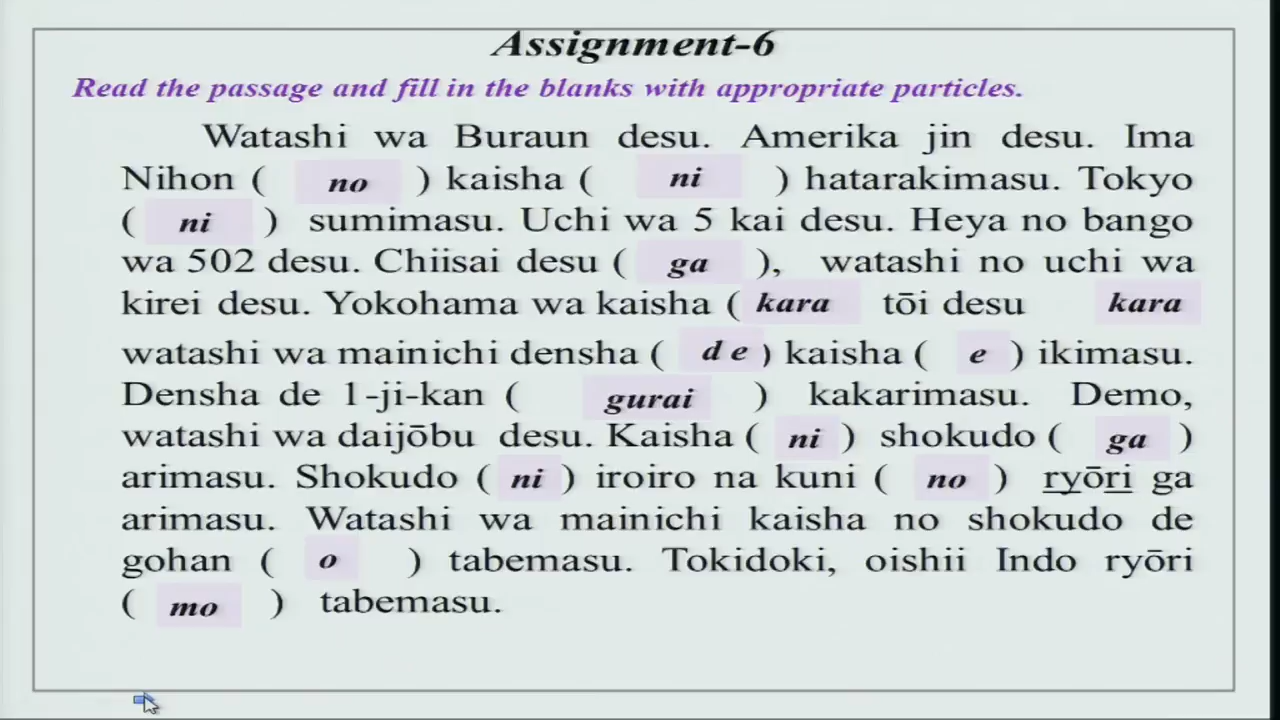 Assignment-6
Read the passage and fill in the blanks with appropriate particles.
Watashi wa Buraun desu. Amerika jin desu. Ima
Nihon ( no ) kaisha ( ni ) hatarakimasu. Tokyo
( ni ) sumimasu. Uchi wa 5 kai desu. Heya no bango
wa 502 desu. Chiisai desu ( ga ), watashi no uchi wa
kirei desu. Yokohama wa kaisha ( kara tōi desu kara
watashi wa mainichi densha ( de ) kaisha ( e ) ikimasu.
Densha de 1-ji-kan ( gurai ) kakarimasu. Demo,
watashi wa daijōbu desu. Kaisha ( ni ) shokudo ( ga )
arimasu. Shokudo ( ni ) iroiro na kuni ( no ) ryōri ga
arimasu. Watashi wa mainichi kaisha no shokudo de
gohan ( o ) tabemasu. Tokidoki, oishii Indo ryōri
( mo ) tabemasu.